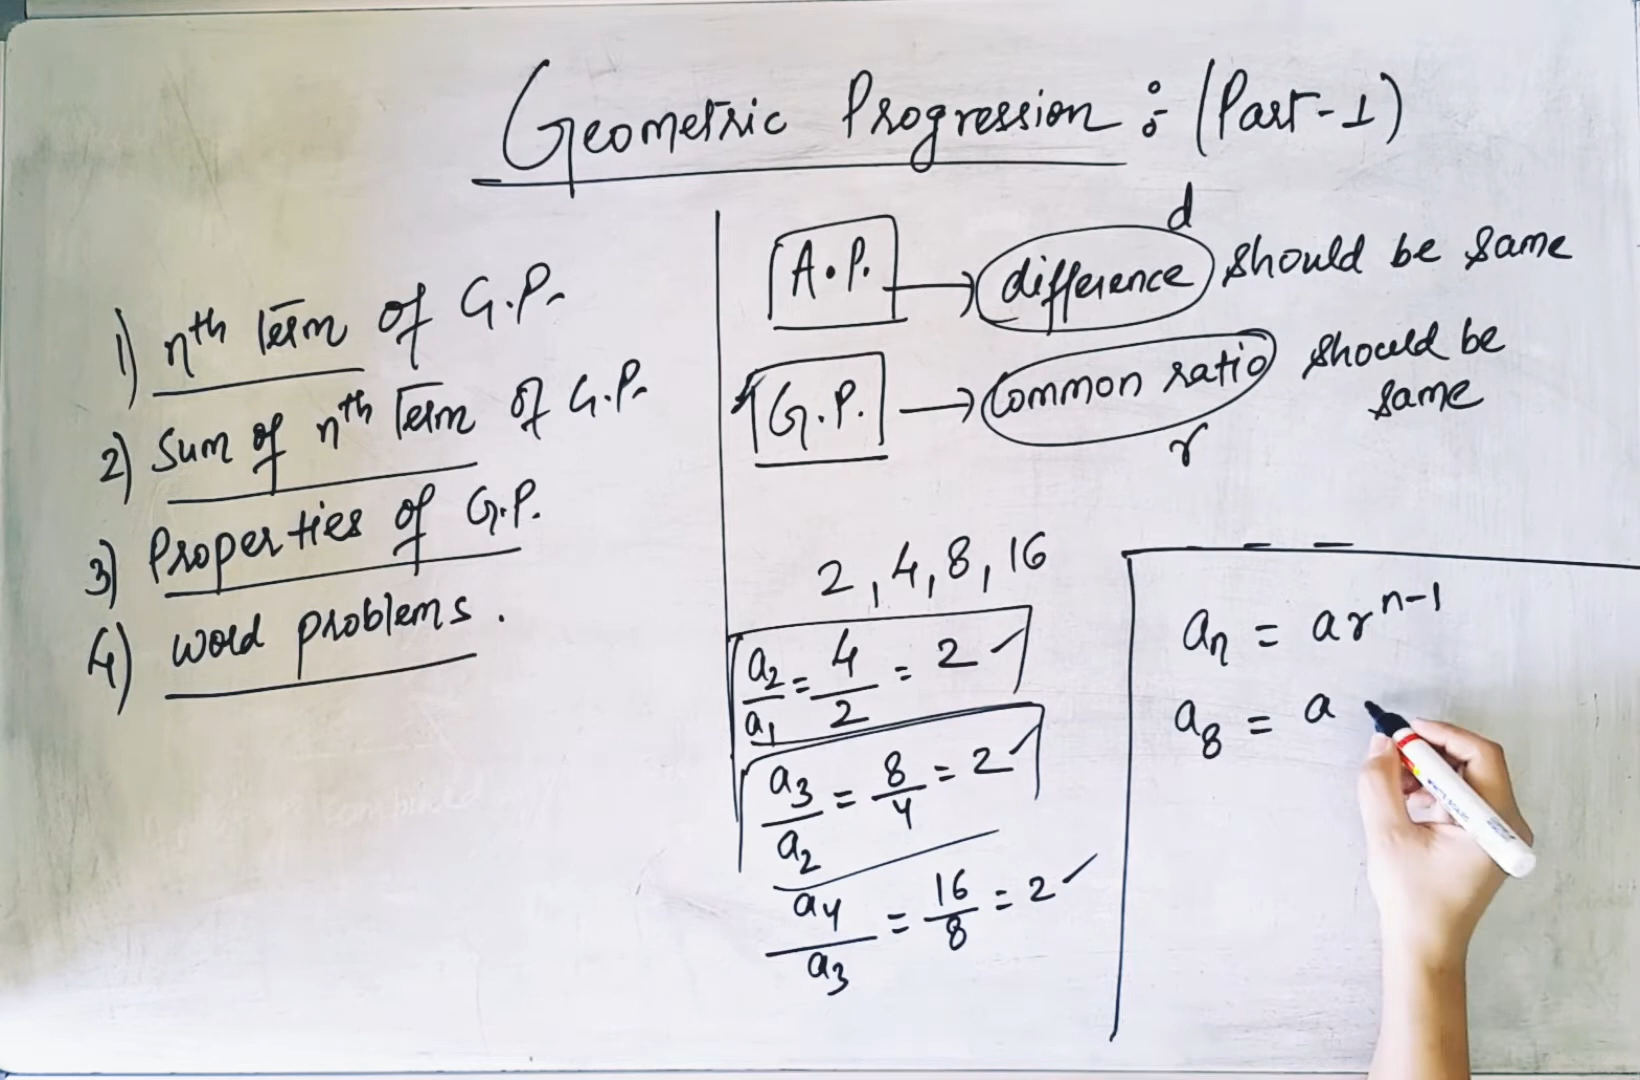 Geometric Progression : (Part-1)
1) nth Term of G.P.
2) Sum of nth Term of G.P.
3) Properties of G.P.
4) word problems.
d
A.P. → difference should be same
G.P. → Common ratio should be
same
r
2, 4, 8, 16 _ _ _
a₂/a₁ = 4/2 = 2 ✓
a₃/a₂ = 8/4 = 2 ✓
a₄/a₃ = 16/8 = 2 ✓
aₙ = arⁿ⁻¹
a₈ = a